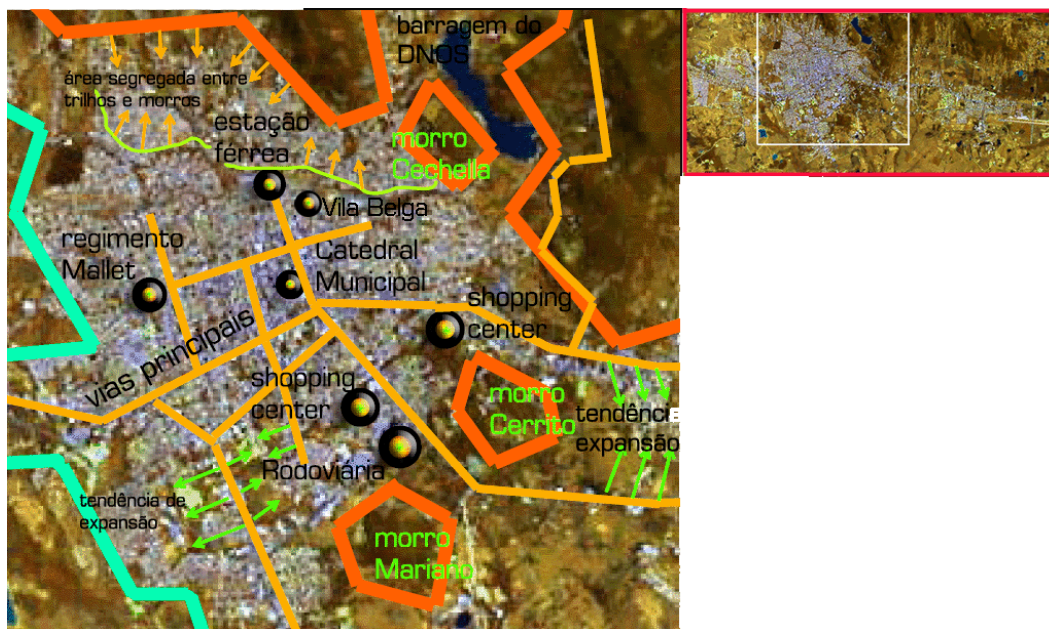 barragem do
DNOS
área segregada entre
trilhos e morros
estação
férrea
morro
Cechella
Vila Belga
regimento
Mallet
Catedral
Municipal
shopping
center
vias principais
shopping
center
morro
Cerrito
tendência
expansão
Rodoviária
tendência de
expansão
morro
Mariano